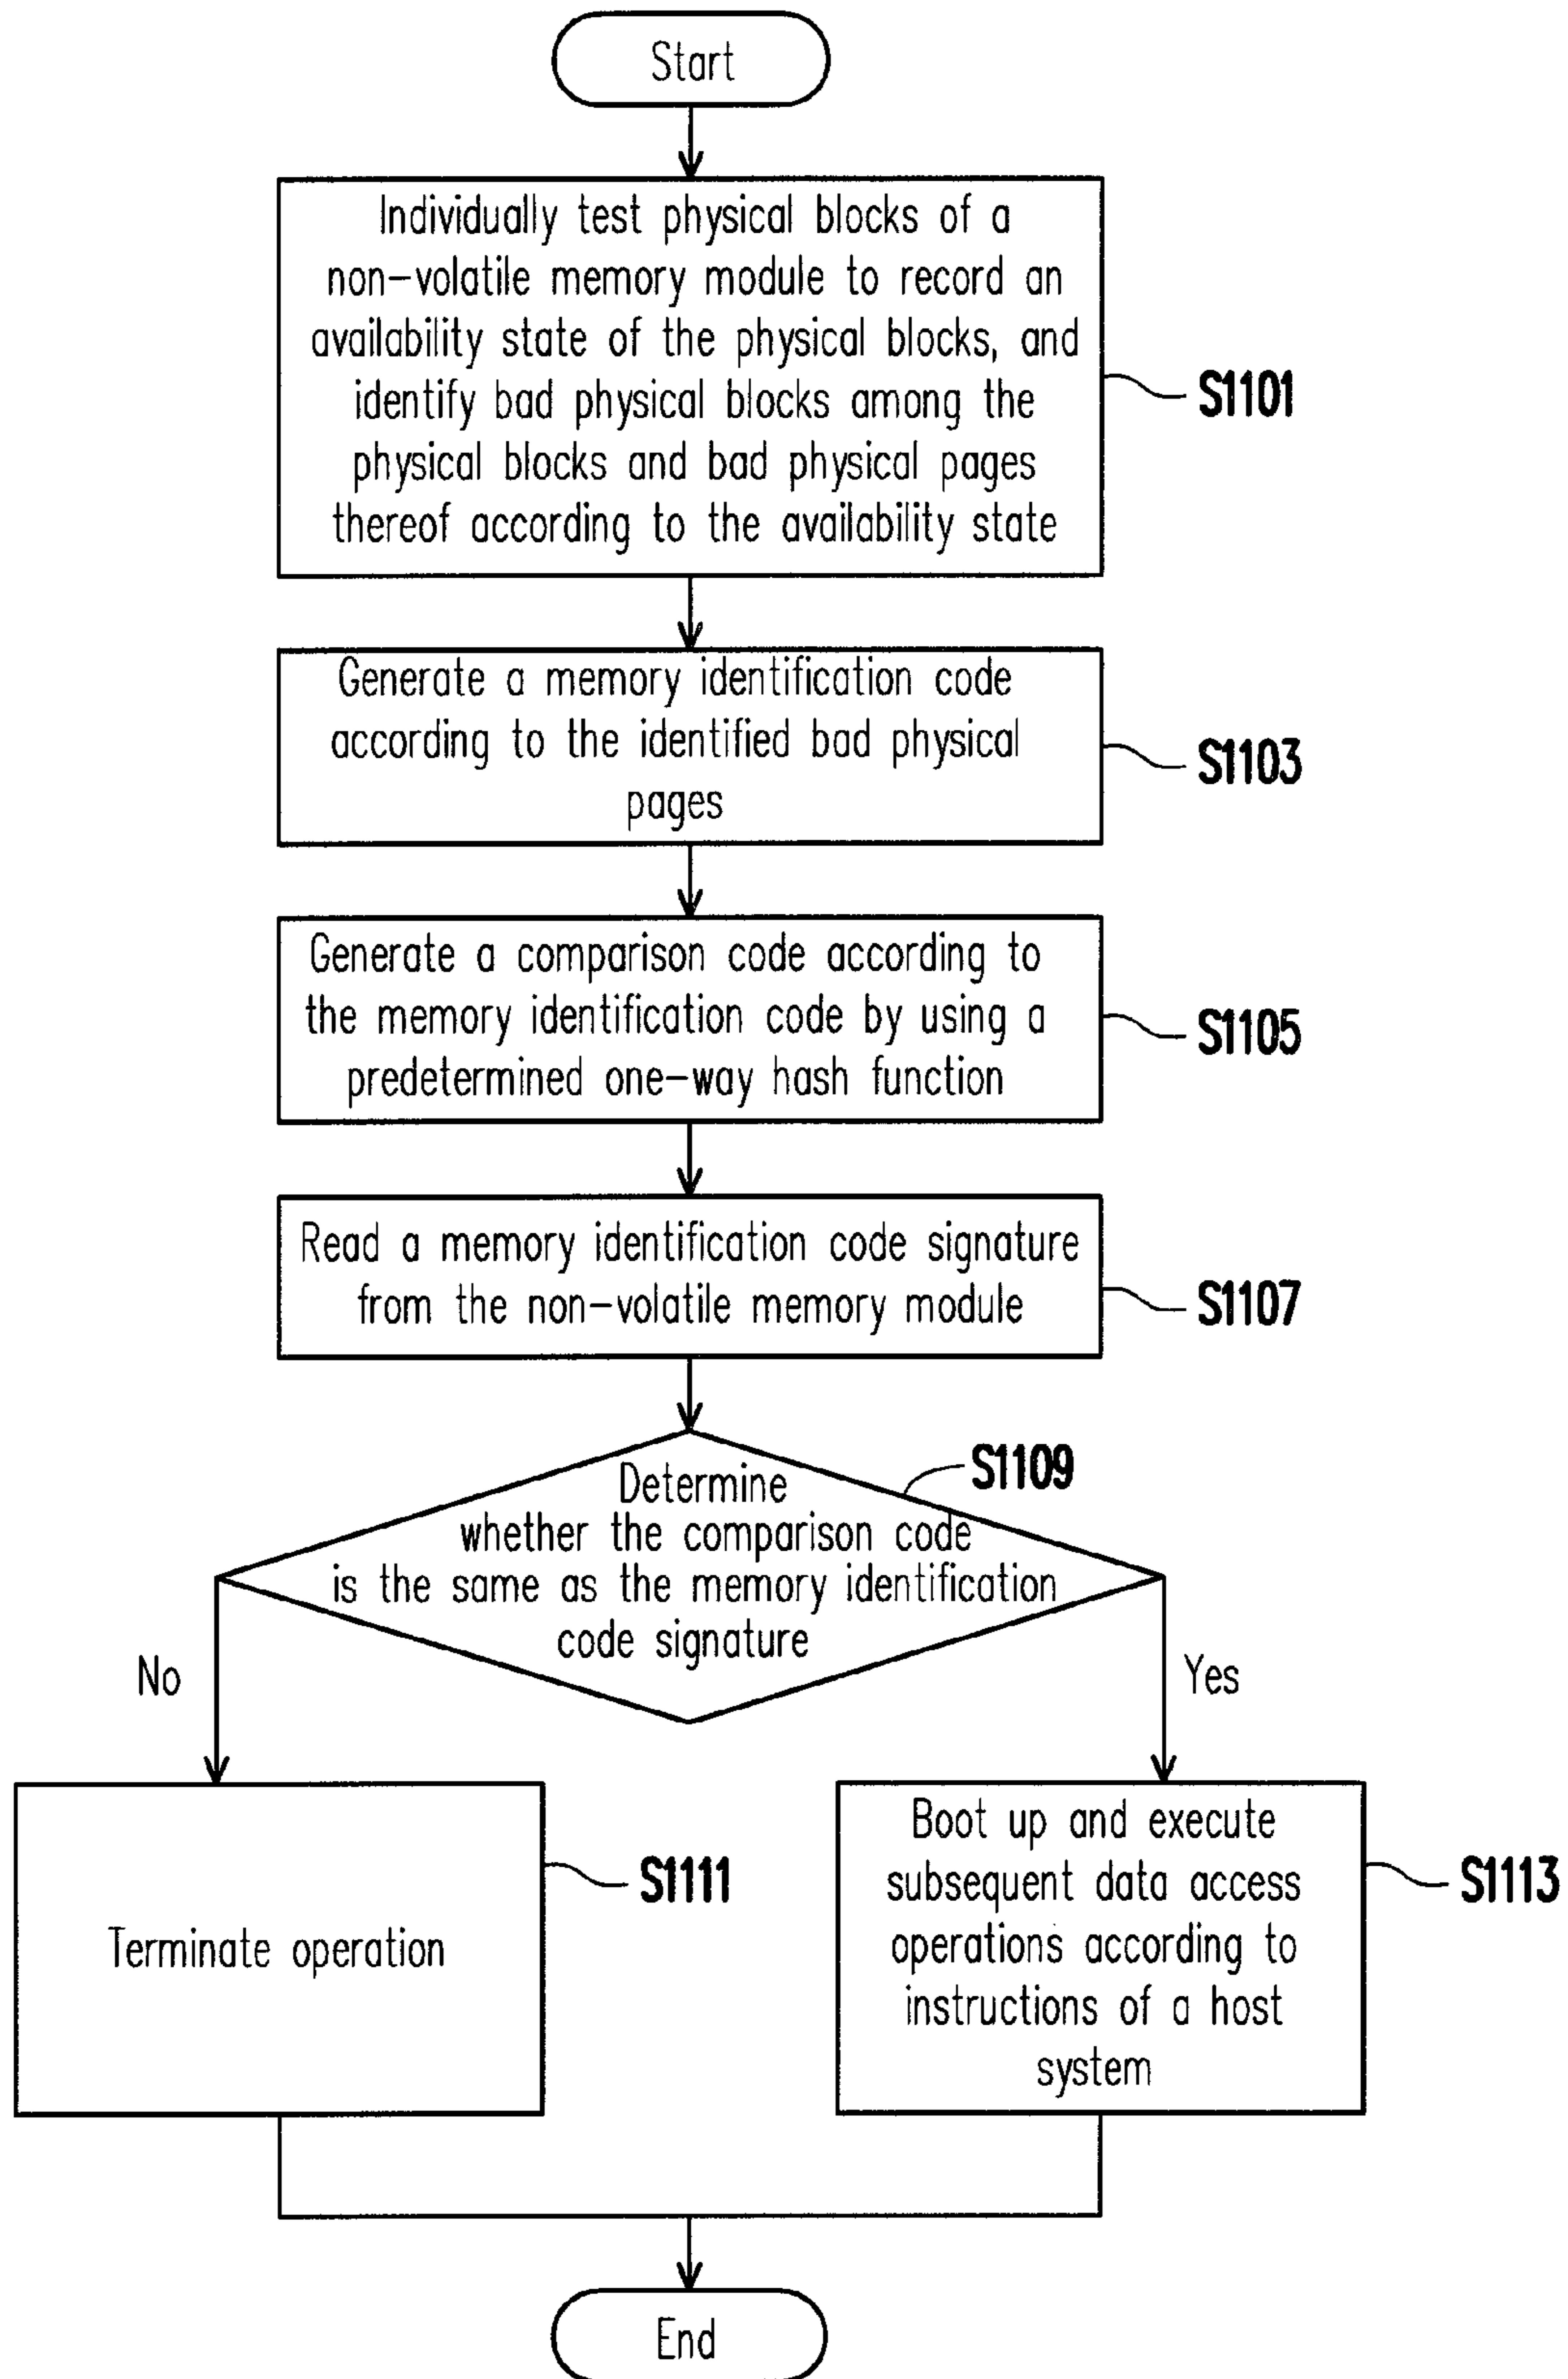 Start
Individually test physical blocks of a
non-volatile memory module to record an
availability state of the physical blocks, and
identify bad physical blocks among the
physical blocks and bad physical pages
thereof according to the availability state
S1101
Generate a memory identification code
according to the identified bad physical
pages
S1103
Generate a comparison code according to
the memory identification code by using a
predetermined one-way hash function
S1105
Read a memory identification code signature
from the non-volatile memory module
S1107
Determine
whether the comparison code
is the same as the memory identification
code signature
S1109
No
Yes
Terminate operation
S1111
Boot up and execute
subsequent data access
operations according to
instructions of a host
system
S1113
End